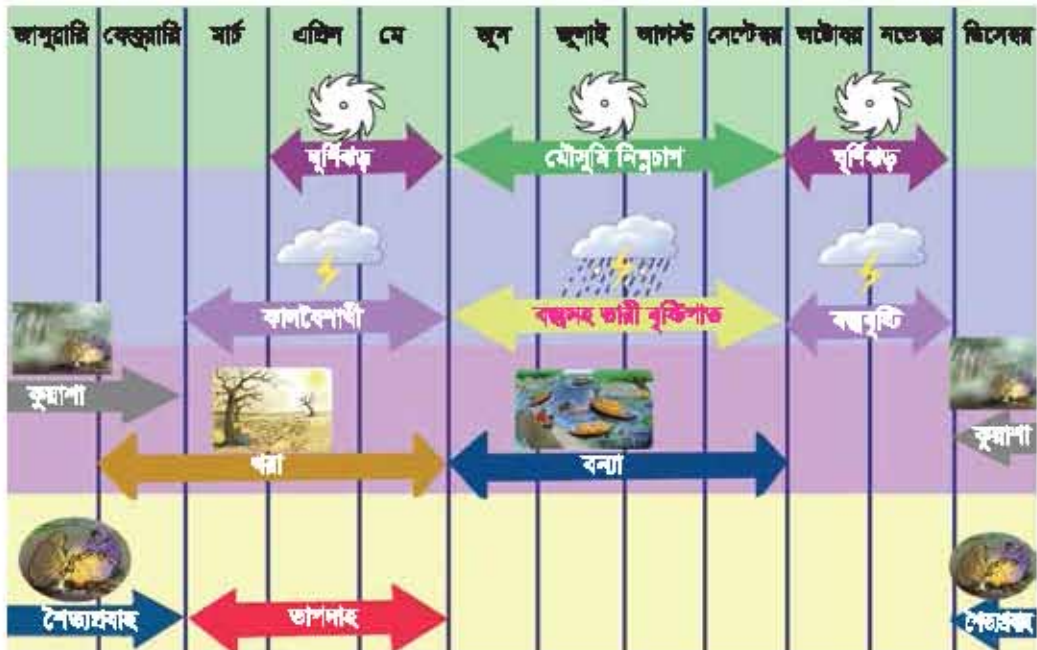 জানুয়ারি ফেব্রুয়ারি মার্চ এপ্রিল মে জুন জুলাই আগস্ট সেপ্টেম্বর অক্টোবর নভেম্বর ডিসেম্বর
ঘূর্ণিঝড় মৌসুমি নিম্নচাপ ঘূর্ণিঝড়
কালবৈশাখী বজ্রসহ ভারী বৃষ্টিপাত বজ্রবৃষ্টি
কুয়াশা
কুয়াশা
খরা বন্যা
শৈত্যপ্রবাহ তাপদাহ শৈত্যপ্রবাহ